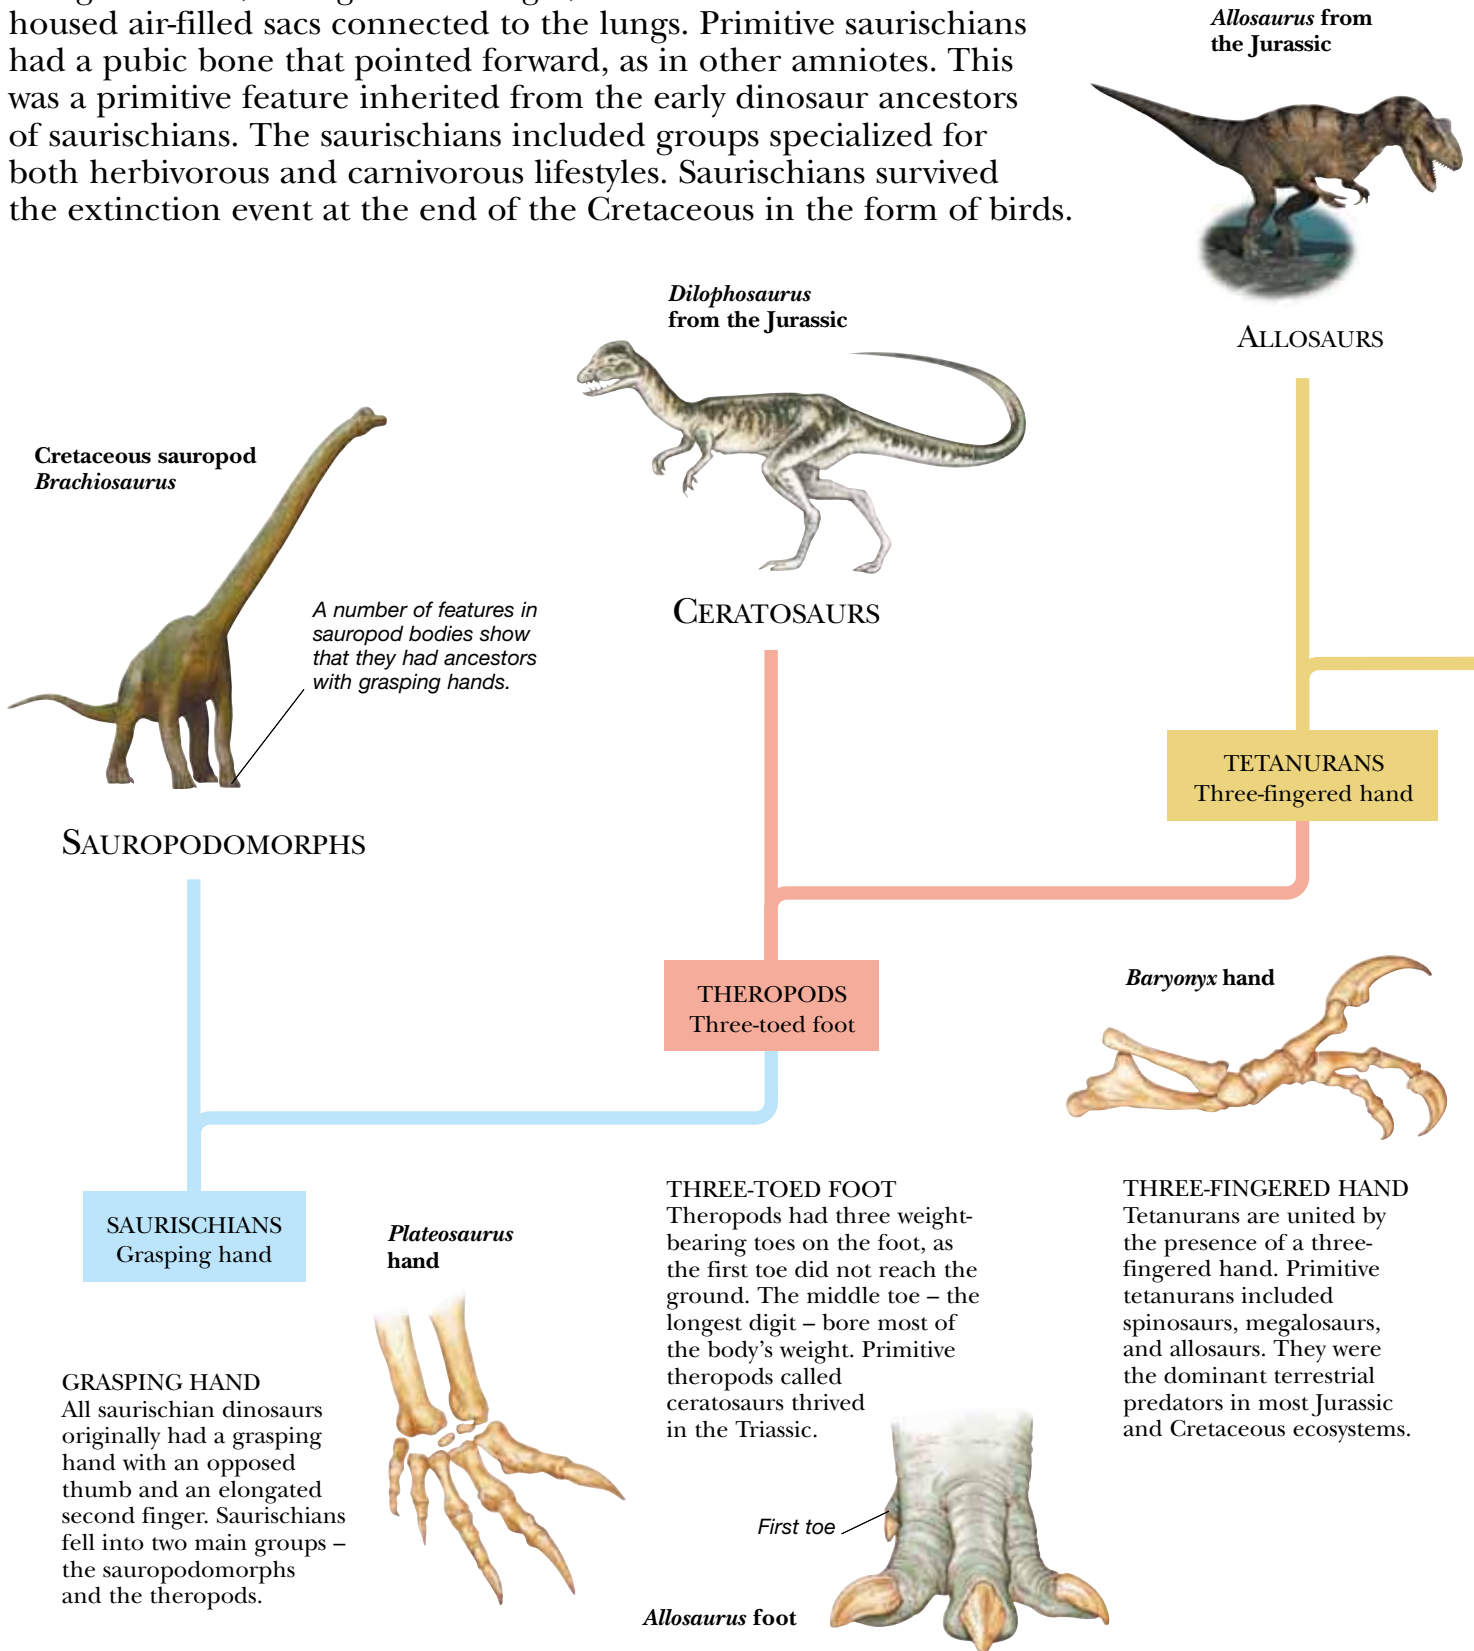 housed air-filled sacs connected to the lungs. Primitive saurischians
had a pubic bone that pointed forward, as in other amniotes. This
was a primitive feature inherited from the early dinosaur ancestors
of saurischians. The saurischians included groups specialized for
both herbivorous and carnivorous lifestyles. Saurischians survived
the extinction event at the end of the Cretaceous in the form of birds.
Allosaurus from
the Jurassic
ALLOSAURS
Dilophosaurus
from the Jurassic
CERATOSAURS
Cretaceous sauropod
Brachiosaurus
A number of features in
sauropod bodies show
that they had ancestors
with grasping hands.
SAUROPODOMORPHS
TETANURANS
Three-fingered hand
THEROPODS
Three-toed foot
Baryonyx hand
SAURISCHIANS
Grasping hand
Plateosaurus
hand
GRASPING HAND
All saurischian dinosaurs
originally had a grasping
hand with an opposed
thumb and an elongated
second finger. Saurischians
fell into two main groups –
the sauropodomorphs
and the theropods.
THREE-TOED FOOT
Theropods had three weight-
bearing toes on the foot, as
the first toe did not reach the
ground. The middle toe – the
longest digit – bore most of
the body's weight. Primitive
theropods called
ceratosaurs thrived
in the Triassic.
First toe
Allosaurus foot
THREE-FINGERED HAND
Tetanurans are united by
the presence of a three-
fingered hand. Primitive
tetanurans included
spinosaurs, megalosaurs,
and allosaurs. They were
the dominant terrestrial
predators in most Jurassic
and Cretaceous ecosystems.